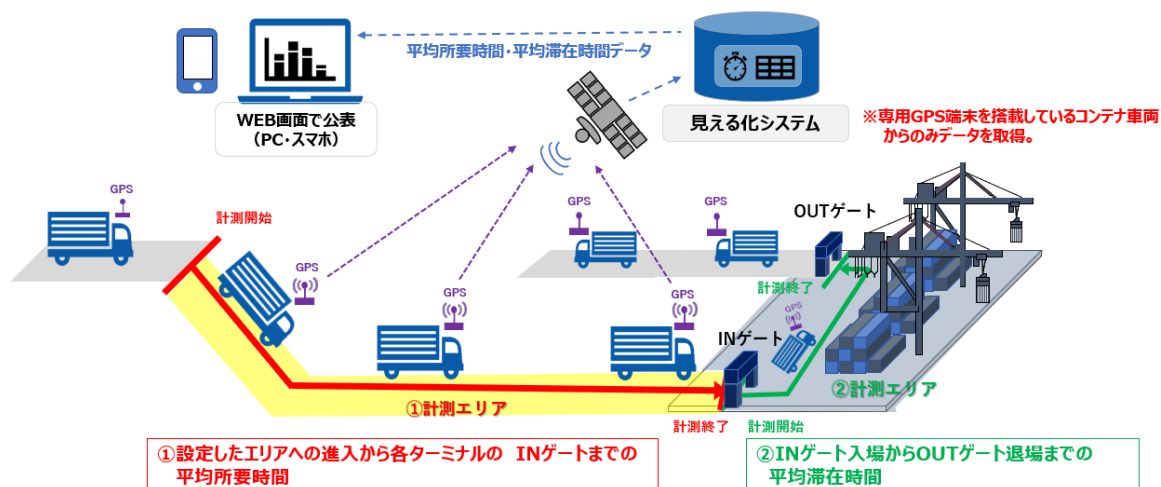 平均所要時間・平均滞在時間データ
WEB画面で公表
(PC・スマホ)
見える化システム
※専用GPS端末を搭載しているコンテナ車両
からのみデータを取得。
GPS
計測開始
GPS
GPS
GPS
GPS
GPS
OUTゲート
計測終了
GPS
INゲート
①計測エリア
②計測エリア
計測終了
計測開始
①設定したエリアへの進入から各ターミナルの INゲートまでの
平均所要時間
②INゲート入場からOUTゲート退場までの
平均滞在時間